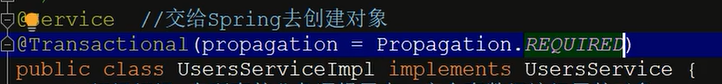 @Service //交给Spring去创建对象
@Transactional(propagation = Propagation.REQUIRED)
public class UsersServiceImpl implements UsersService {